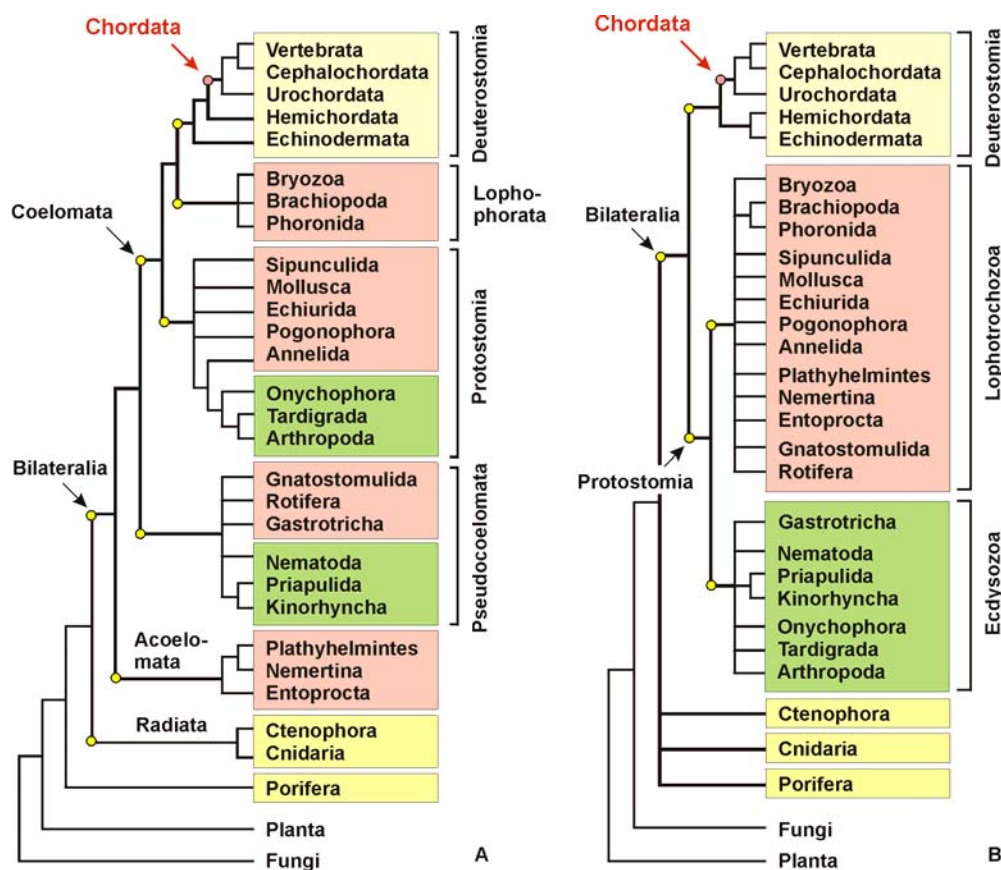 Chordata
Vertebrata
Cephalochordata
Urochordata
Hemichordata
Echinodermata
Deuterostomia
Bryozoa
Brachiopoda
Phoronida
Lopho-
phorata
Coelomata
Sipunculida
Mollusca
Echiurida
Pogonophora
Annelida
Onychophora
Tardigrada
Arthropoda
Protostomia
Bilateralia
Gnatostomulida
Rotifera
Gastrotricha
Nematoda
Priapulida
Kinorhyncha
Pseudocoelomata
Acoelo-
mata
Plathyhelmintes
Nemertina
Entoprocta
Radiata
Ctenophora
Cnidaria
Porifera
Planta
Fungi
A
Chordata
Vertebrata
Cephalochordata
Urochordata
Hemichordata
Echinodermata
Deuterostomia
Bilateralia
Bryozoa
Brachiopoda
Phoronida
Sipunculida
Mollusca
Echiurida
Pogonophora
Annelida
Plathyhelmintes
Nemertina
Entoprocta
Gnatostomulida
Rotifera
Lophotrochozoa
Protostomia
Gastrotricha
Nematoda
Priapulida
Kinorhyncha
Onychophora
Tardigrada
Arthropoda
Ecdysozoa
Ctenophora
Cnidaria
Porifera
Fungi
Planta
B